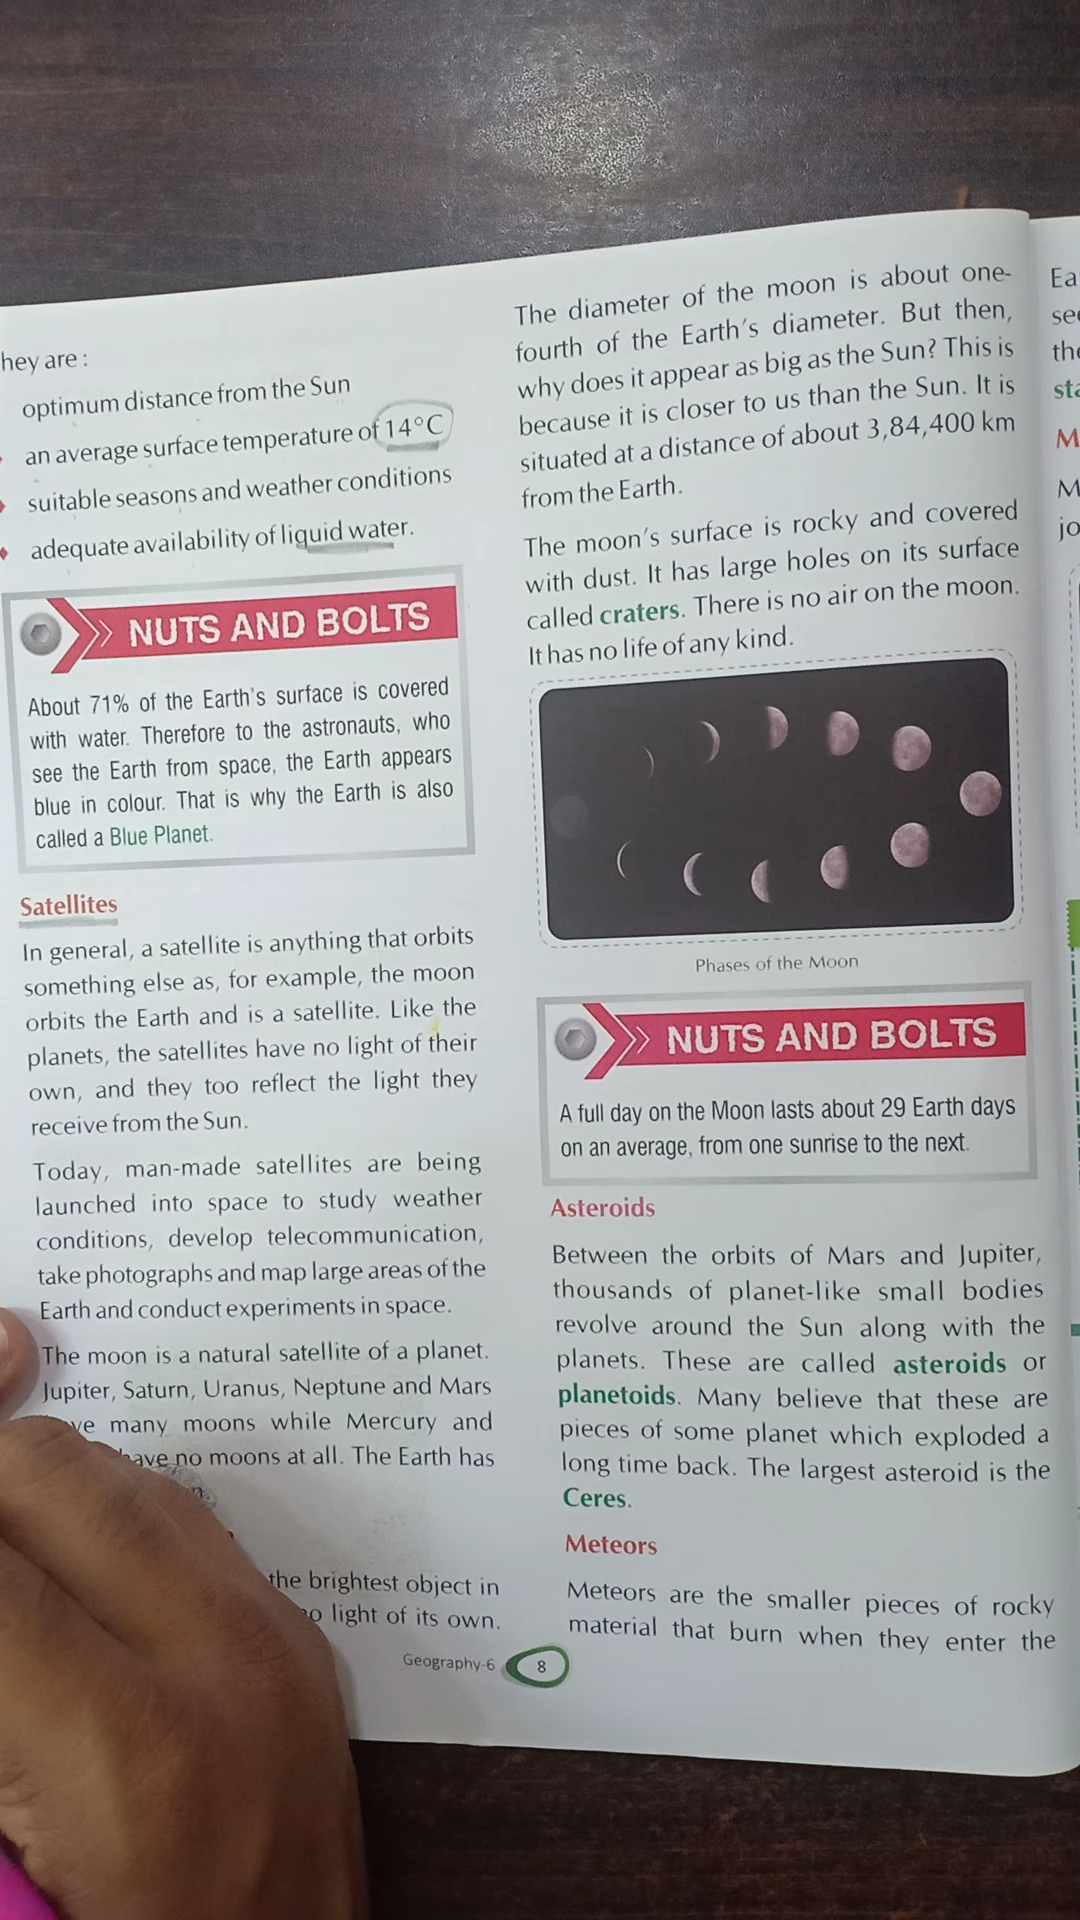 hey are :
optimum distance from the Sun
an average surface temperature of 14°C
suitable seasons and weather conditions
adequate availability of liquid water.
NUTS AND BOLTS
About 71% of the Earth's surface is covered
with water. Therefore to the astronauts, who
see the Earth from space, the Earth appears
blue in colour. That is why the Earth is also
called a Blue Planet.
Satellites
In general, a satellite is anything that orbits
something else as, for example, the moon
orbits the Earth and is a satellite. Like the
planets, the satellites have no light of their
own, and they too reflect the light they
receive from the Sun.
Today, man-made satellites are being
launched into space to study weather
conditions, develop telecommunication,
take photographs and map large areas of the
Earth and conduct experiments in space.
The moon is a natural satellite of a planet.
Jupiter, Saturn, Uranus, Neptune and Mars
ve many moons while Mercury and
ave no moons at all. The Earth has
the brightest object in
o light of its own.
The diameter of the moon is about one-
fourth of the Earth's diameter. But then,
why does it appear as big as the Sun? This is
because it is closer to us than the Sun. It is
situated at a distance of about 3,84,400 km
from the Earth.
The moon's surface is rocky and covered
with dust. It has large holes on its surface
called craters. There is no air on the moon.
It has no life of any kind.
Phases of the Moon
NUTS AND BOLTS
A full day on the Moon lasts about 29 Earth days
on an average, from one sunrise to the next.
Asteroids
Between the orbits of Mars and Jupiter,
thousands of planet-like small bodies
revolve around the Sun along with the
planets. These are called asteroids or
planetoids. Many believe that these are
pieces of some planet which exploded a
long time back. The largest asteroid is the
Ceres.
Meteors
Meteors are the smaller pieces of rocky
material that burn when they enter the
Geography-6 8
Ea
see
the
sta
M
M
jo